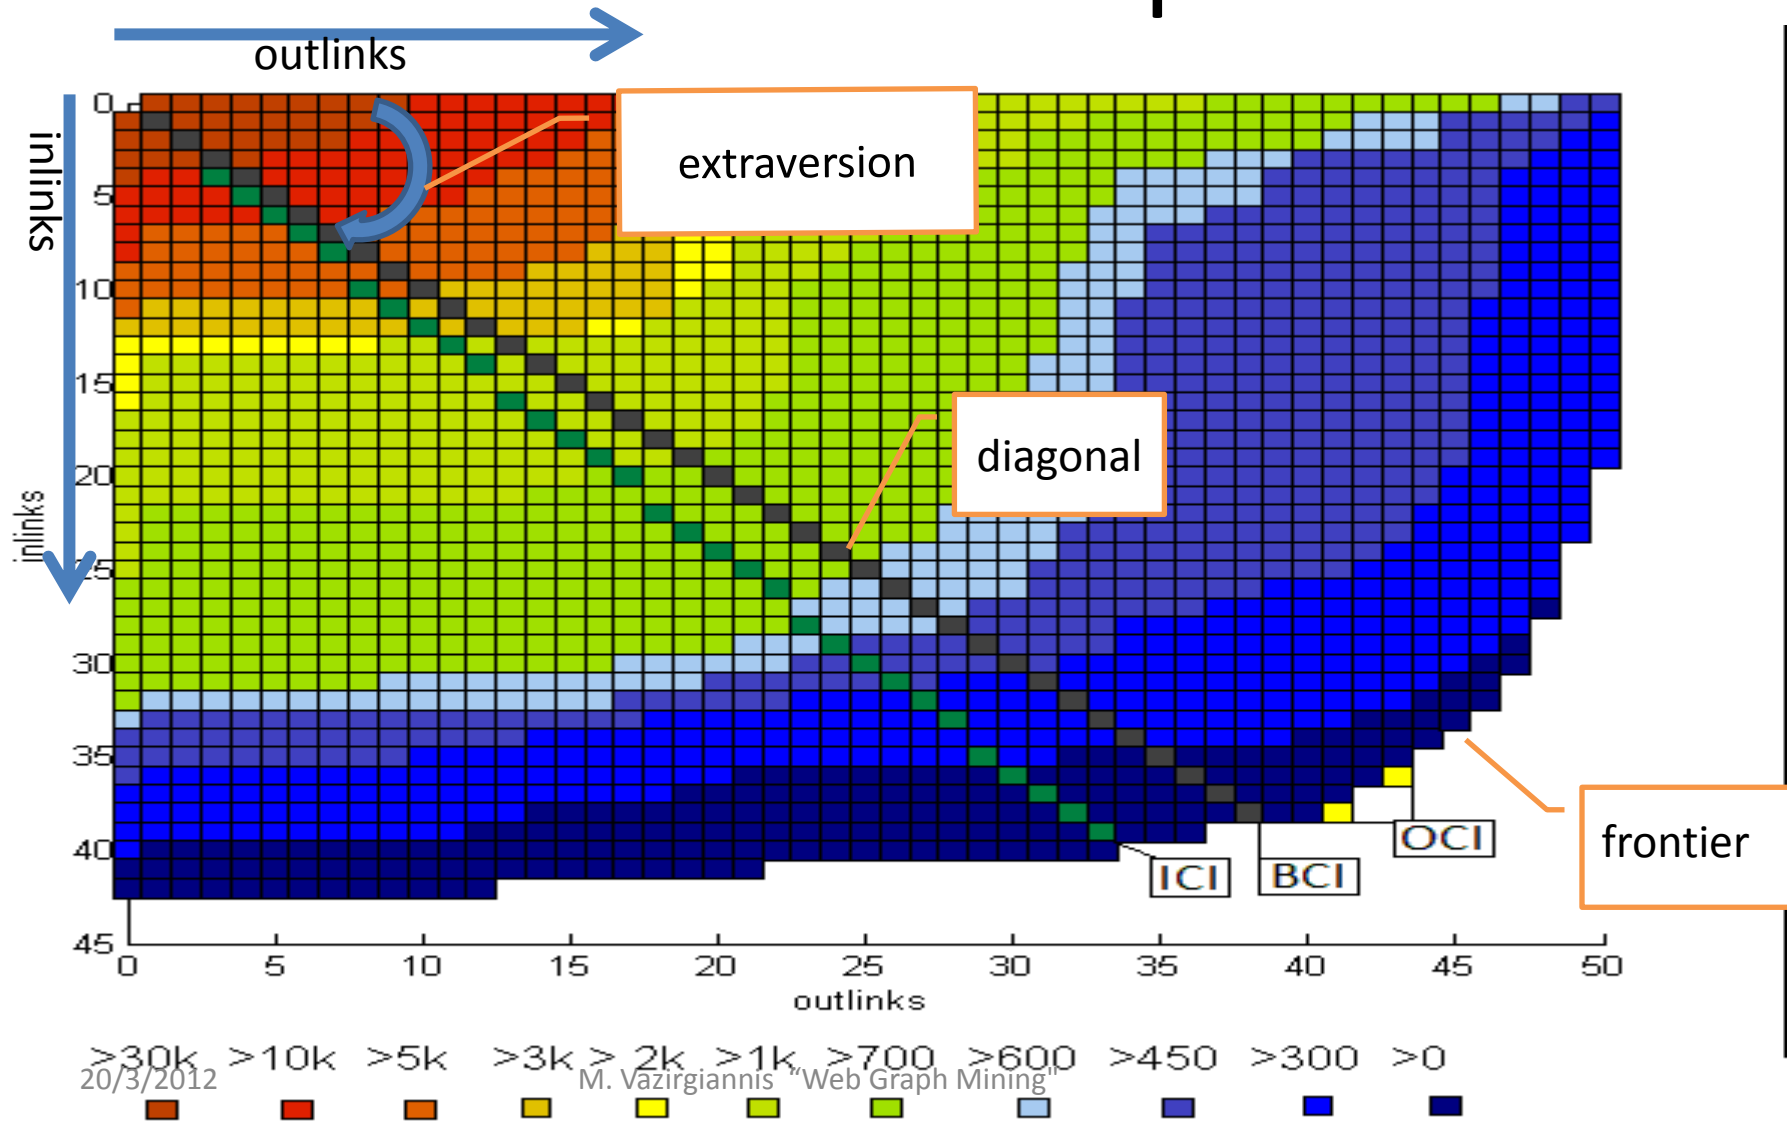 outlinks
0
extraversion
inlinks
5
10
15
diagonal
20
inlinks
25
30
35
40
OCI
frontier
ICI
BCI
45
0 5 10 15 20 25 30 35 40 45 50
outlinks
>30k >10k >5k >3k > 2k >1k >700 >600 >450 >300 >0
20/3/2012 M. Vazirgiannis "Web Graph Mining"